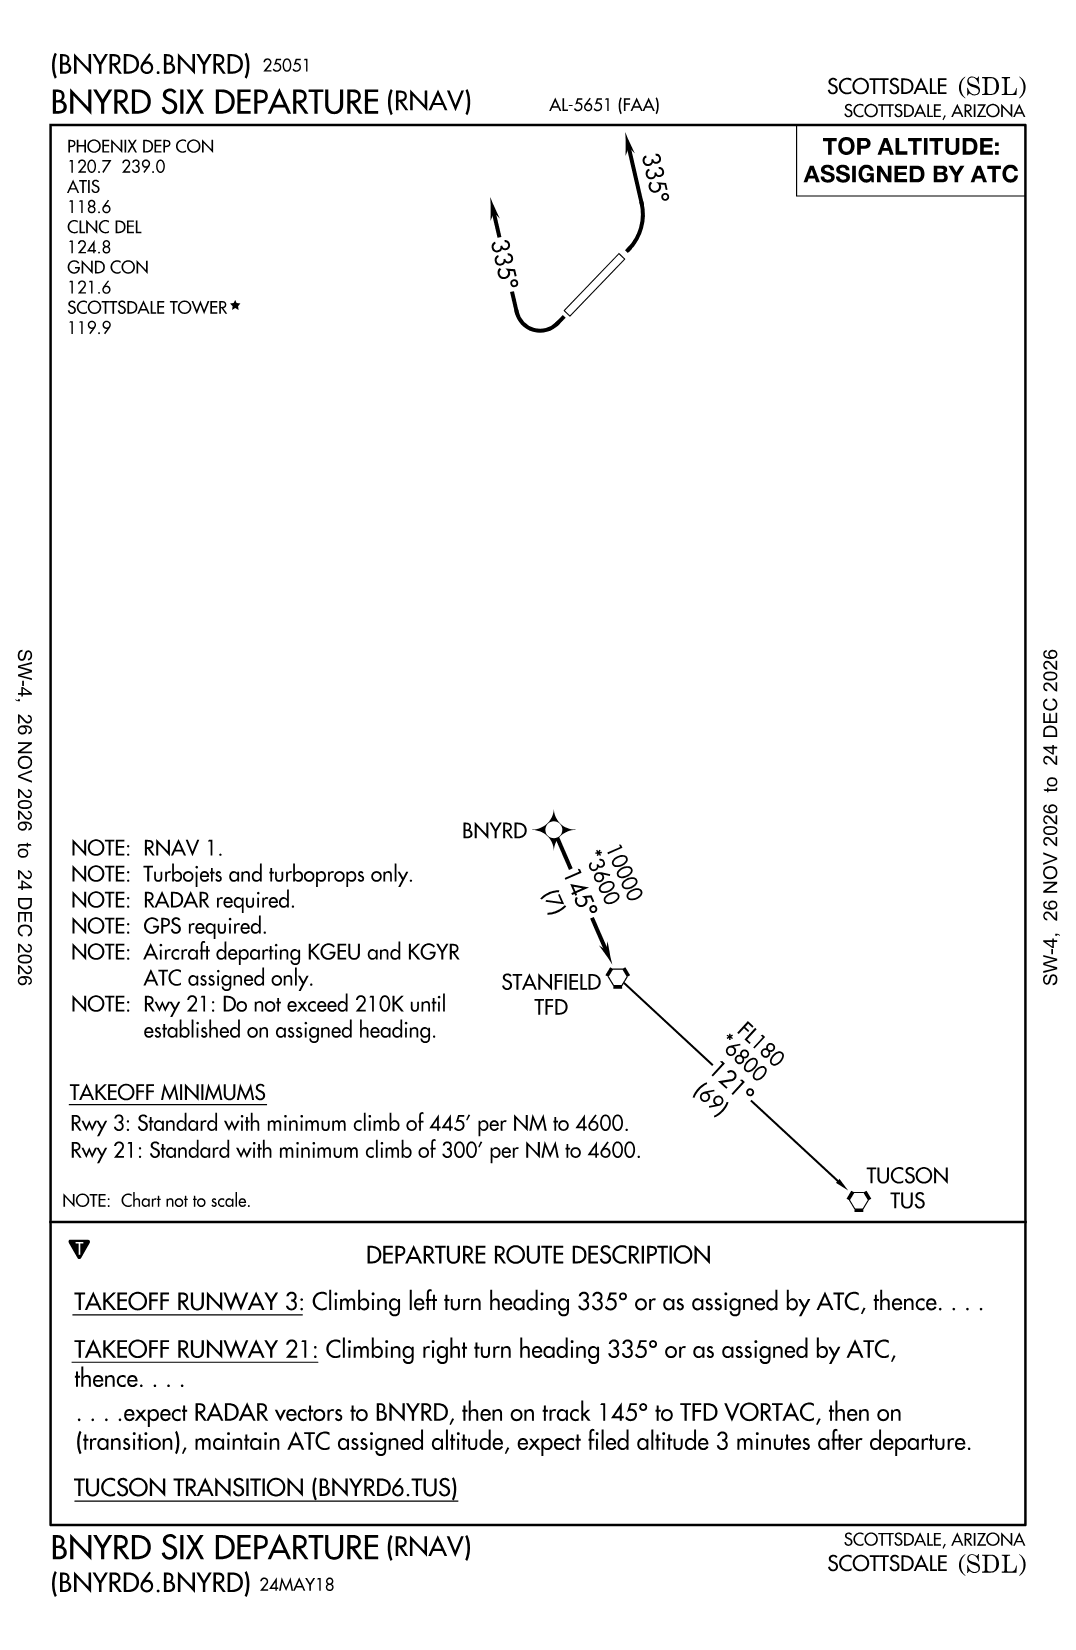 (BNYRD6.BNYRD) 25051
BNYRD SIX DEPARTURE (RNAV)
AL-5651 (FAA)
SCOTTSDALE (SDL)
SCOTTSDALE, ARIZONA
PHOENIX DEP CON
120.7 239.0
ATIS
118.6
CLNC DEL
124.8
GND CON
121.6
SCOTTSDALE TOWER★
119.9
TOP ALTITUDE:
ASSIGNED BY ATC
335°
335°
SW-4, 26 NOV 2026 to 24 DEC 2026
SW-4, 26 NOV 2026 to 24 DEC 2026
BNYRD
10000
*3600
145°
(7)
STANFIELD
TFD
FL180
*6800
121°
(69)
TUCSON
TUS
NOTE: RNAV 1.
NOTE: Turbojets and turboprops only.
NOTE: RADAR required.
NOTE: GPS required.
NOTE: Aircraft departing KGEU and KGYR
ATC assigned only.
NOTE: Rwy 21: Do not exceed 210K until
established on assigned heading.
TAKEOFF MINIMUMS
Rwy 3: Standard with minimum climb of 445' per NM to 4600.
Rwy 21: Standard with minimum climb of 300' per NM to 4600.
NOTE: Chart not to scale.
T
DEPARTURE ROUTE DESCRIPTION
TAKEOFF RUNWAY 3: Climbing left turn heading 335° or as assigned by ATC, thence. . . .
TAKEOFF RUNWAY 21: Climbing right turn heading 335° or as assigned by ATC,
thence. . . .
. . . .expect RADAR vectors to BNYRD, then on track 145° to TFD VORTAC, then on
(transition), maintain ATC assigned altitude, expect filed altitude 3 minutes after departure.
TUCSON TRANSITION (BNYRD6.TUS)
BNYRD SIX DEPARTURE (RNAV)
(BNYRD6.BNYRD) 24MAY18
SCOTTSDALE, ARIZONA
SCOTTSDALE (SDL)